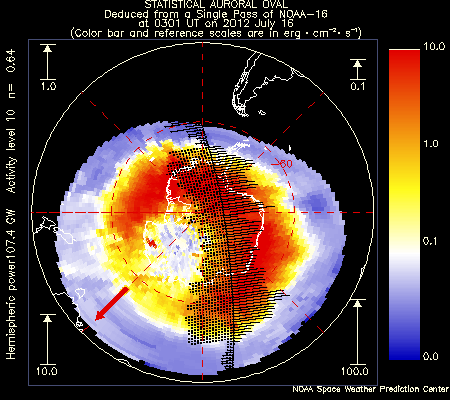 STATISTICAL AURORAL OVAL
Deduced from a Single Pass of NOAA-16
at 0301 UT on 2012 July 16
(Color bar and reference scales are in erg · cm⁻² · s⁻¹)
Hemispheric power107.4 GW Activity level 10 n= 0.64
1.0
0.1
-60
10.0
100.0
10.0
1.0
0.1
0.0
NOAA Space Weather Prediction Center